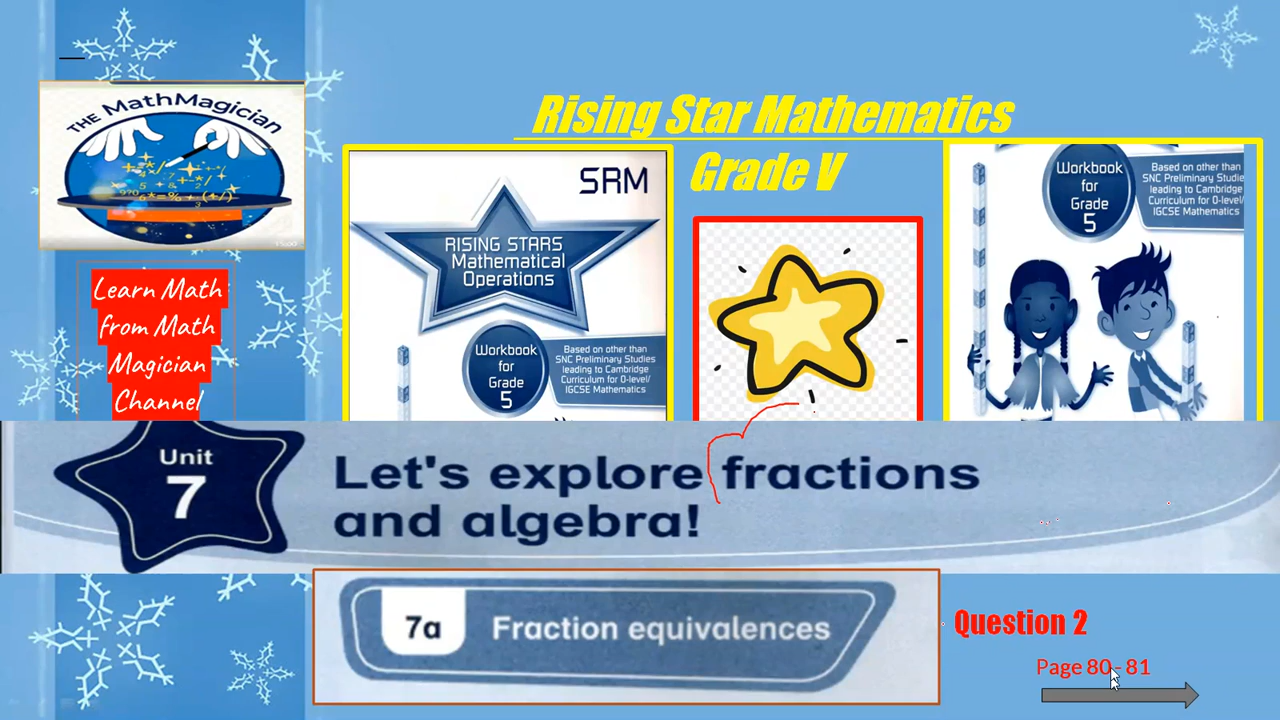 THE MathMagician
Learn Math
from Math
Magician
Channel
Rising Star Mathematics
Grade V
SRM
RISING STARS
Mathematical
Operations
Workbook
for
Grade
5
Based on other than
SNC Preliminary Studies
leading to Cambridge
Curriculum for O-level/
IGCSE Mathematics
Workbook
for
Grade
5
Based on other than
SNC Preliminary Studie
leading to Cambridge
Curriculum for O-level/
IGCSE Mathematics
Unit
7
Let's explore fractions
and algebra!
7a Fraction equivalences
Question 2
Page 80 - 81